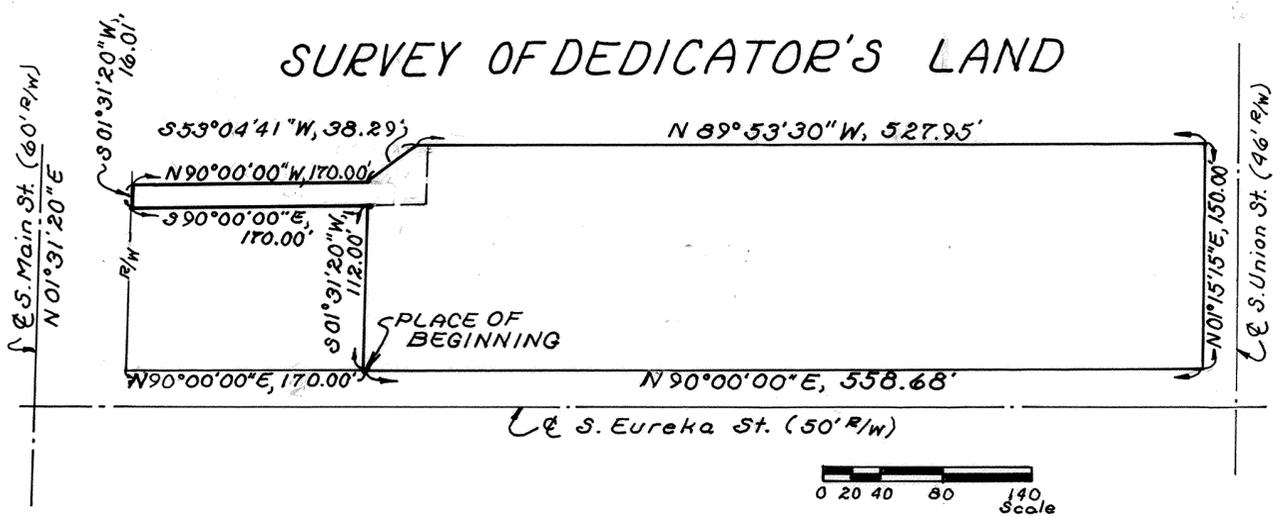 SURVEY OF DEDICATOR'S LAND
S 01°31'20"W,
16.01'
℄ S. Main St. (60' R/W)
N 01°31'20"E
S53°04'41"W, 38.29'
N 89°53'30"W, 527.95'
N90°00'00"W, 170.00'
S90°00'00"E,
170.00'
R/W
S01°31'20"W,
112.00'
PLACE OF
BEGINNING
N01°15'15"E, 150.00
℄ S. Union St. (46' R/W)
N90°00'00"E, 170.00'
N90°00'00"E, 558.68'
℄ S. Eureka St. (50' R/W)
0 20 40 80 140
Scale